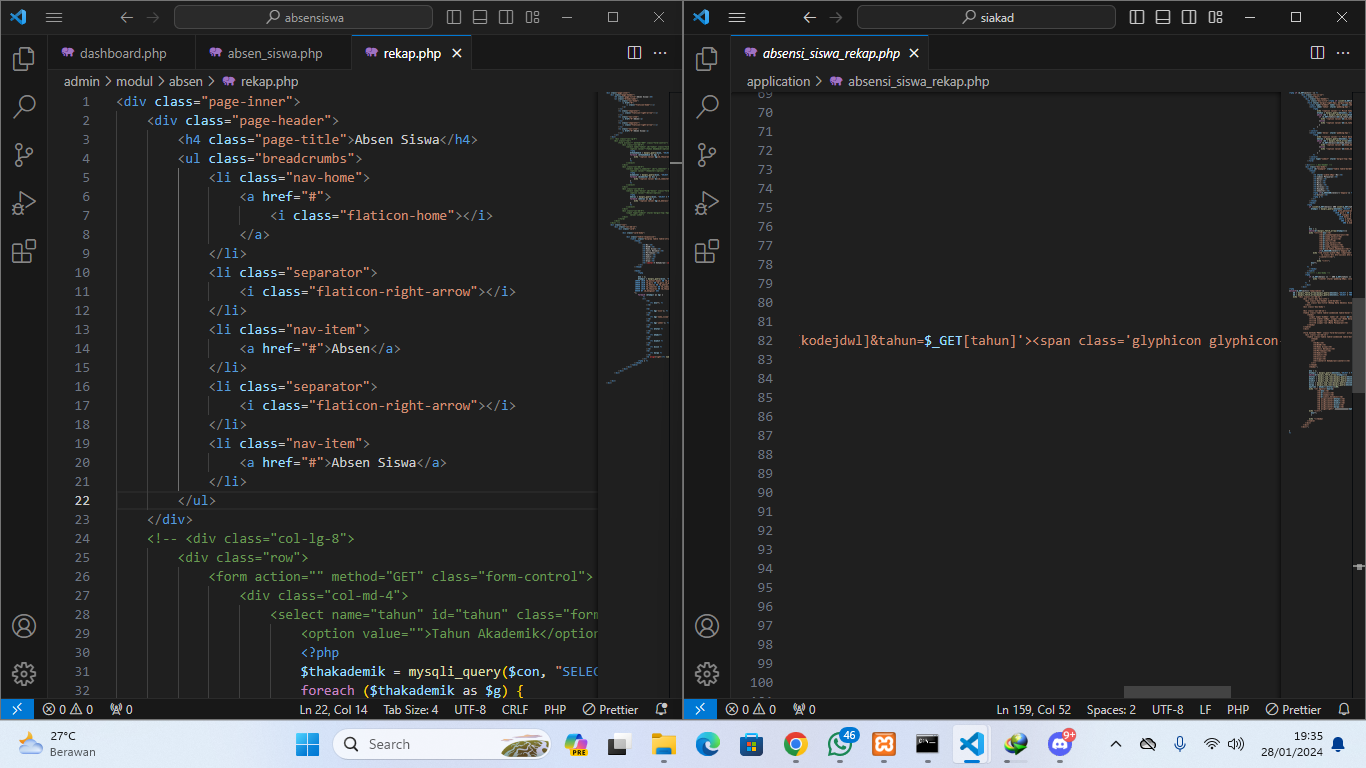 absensiswa
dashboard.php
absen_siswa.php
rekap.php
admin > modul > absen > rekap.php
1 <div class="page-inner">
2 <div class="page-header">
3 <h4 class="page-title">Absen Siswa</h4>
4 <ul class="breadcrumbs">
5 <li class="nav-home">
6 <a href="#">
7 <i class="flaticon-home"></i>
8 </a>
9 </li>
10 <li class="separator">
11 <i class="flaticon-right-arrow"></i>
12 </li>
13 <li class="nav-item">
14 <a href="#">Absen</a>
15 </li>
16 <li class="separator">
17 <i class="flaticon-right-arrow"></i>
18 </li>
19 <li class="nav-item">
20 <a href="#">Absen Siswa</a>
21 </li>
22 </ul>
23 </div>
24 <!-- <div class="col-lg-8">
25 <div class="row">
26 <form action="" method="GET" class="form-control">
27 <div class="col-md-4">
28 <select name="tahun" id="tahun" class="form
29 <option value="">Tahun Akademik</option
30 <?php
31 $thakademik = mysqli_query($con, "SELEC
32 foreach ($thakademik as $g) {
0 0 0
Ln 22, Col 14
Tab Size: 4
UTF-8
CRLF
PHP
Prettier
siakad
absensi_siswa_rekap.php
application > absensi_siswa_rekap.php
69
70
71
72
73
74
75
76
77
78
79
80
81
82 kodejdwl]&tahun=$_GET[tahun]'><span class='glyphicon glyphicon
83
84
85
86
87
88
89
90
91
92
93
94
95
96
97
98
99
100
0 0 0
Ln 159, Col 52
Spaces: 2
UTF-8
LF
PHP
Prettier
27°C
Berawan
Search
PRE
46
9+
19:35
28/01/2024